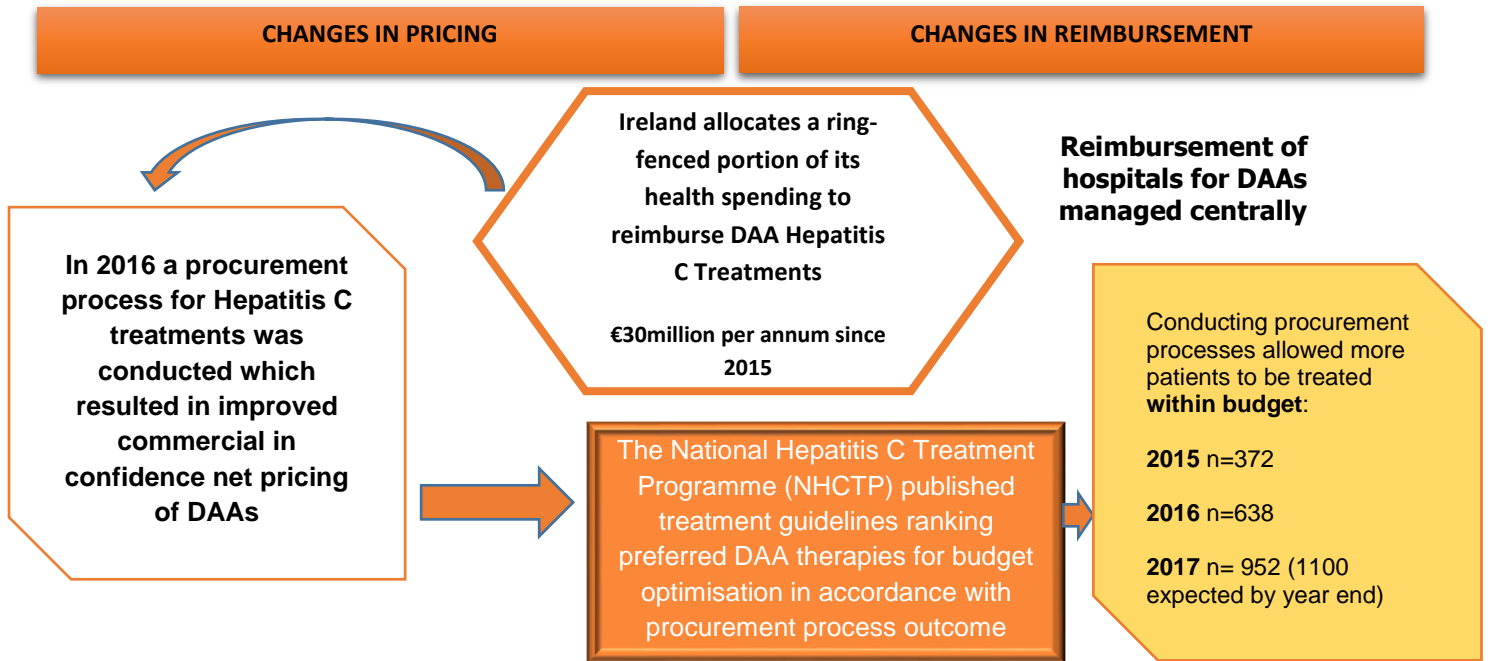 CHANGES IN PRICING
CHANGES IN REIMBURSEMENT
Ireland allocates a ring-
fenced portion of its
health spending to
reimburse DAA Hepatitis
C Treatments
€30million per annum since
2015
Reimbursement of
hospitals for DAAs
managed centrally
In 2016 a procurement
process for Hepatitis C
treatments was
conducted which
resulted in improved
commercial in
confidence net pricing
of DAAs
The National Hepatitis C Treatment
Programme (NHCTP) published
treatment guidelines ranking
preferred DAA therapies for budget
optimisation in accordance with
procurement process outcome
Conducting procurement
processes allowed more
patients to be treated
within budget:
2015 n=372
2016 n=638
2017 n= 952 (1100
expected by year end)